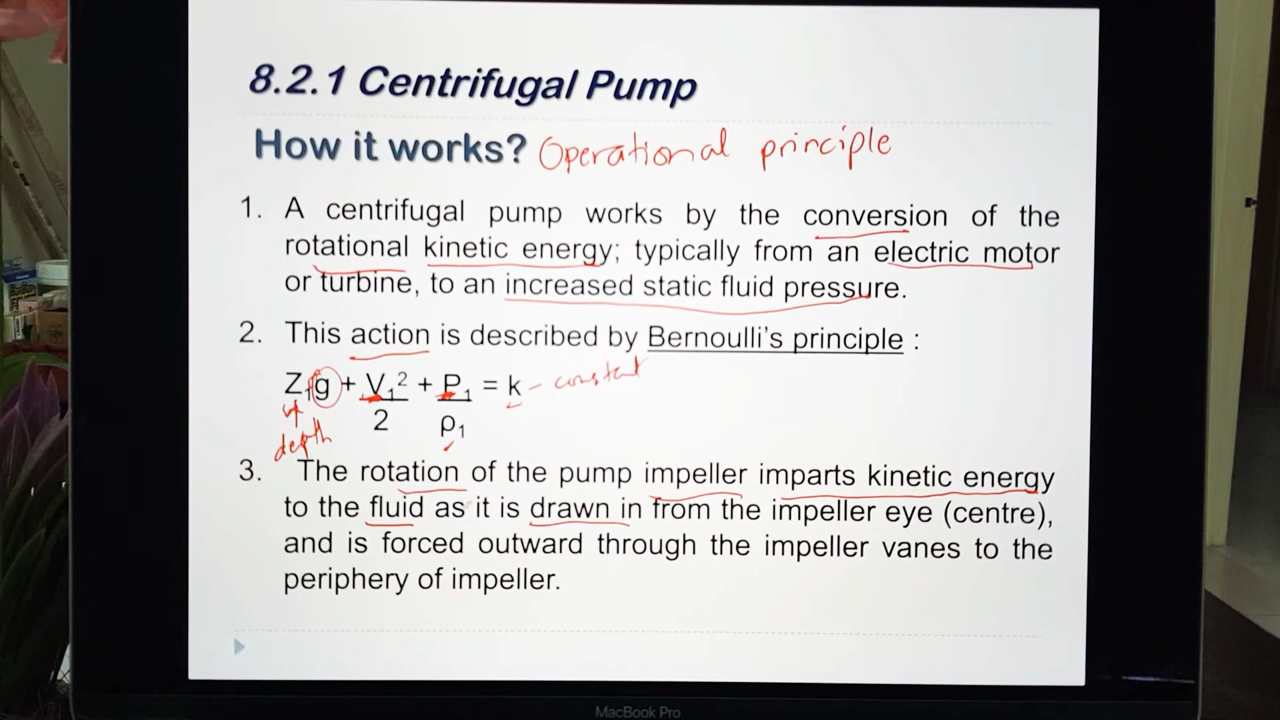 8.2.1 Centrifugal Pump
How it works? Operational principle
1. A centrifugal pump works by the conversion of the
rotational kinetic energy; typically from an electric motor
or turbine, to an increased static fluid pressure.
2. This action is described by Bernoulli's principle :
Z₁g + V₁² + P₁ = k – constant
2 ρ₁
depth
3. The rotation of the pump impeller imparts kinetic energy
to the fluid as it is drawn in from the impeller eye (centre),
and is forced outward through the impeller vanes to the
periphery of impeller.
MacBook Pro